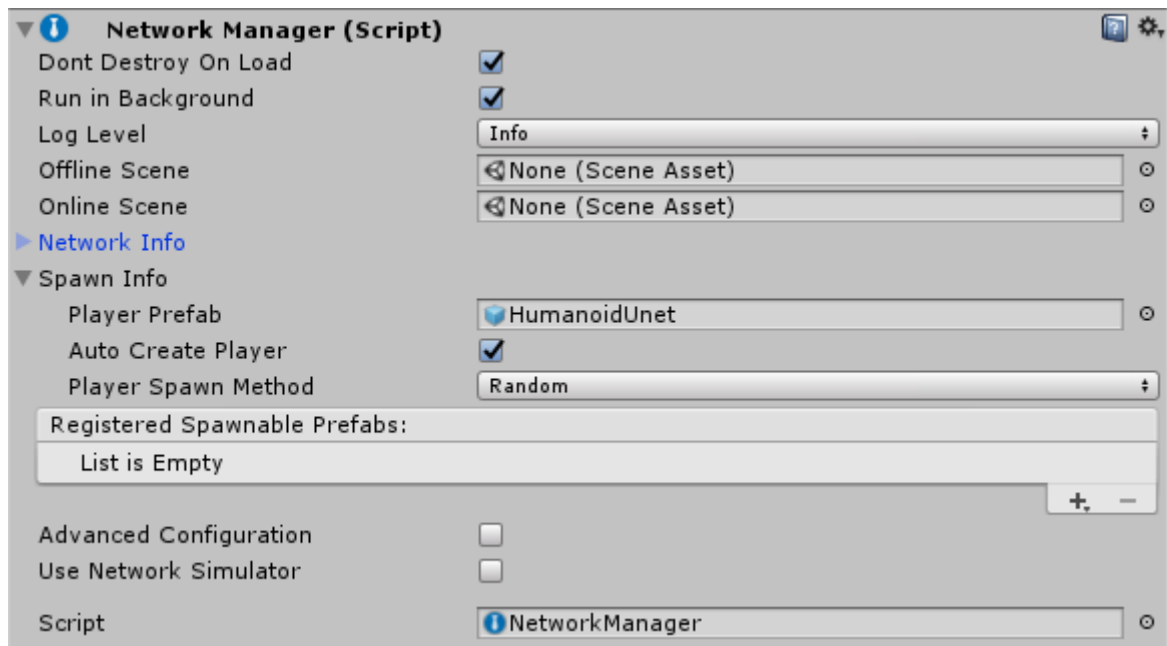 Network Manager (Script)
Dont Destroy On Load
Run in Background
Log Level Info
Offline Scene None (Scene Asset)
Online Scene None (Scene Asset)
Network Info
Spawn Info
Player Prefab HumanoidUnet
Auto Create Player
Player Spawn Method Random
Registered Spawnable Prefabs:
List is Empty
Advanced Configuration
Use Network Simulator
Script NetworkManager